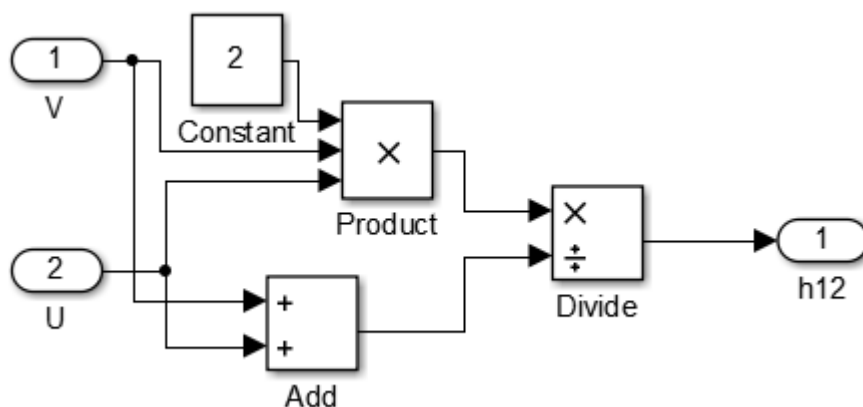 1
V
2
Constant
×
Product
2
U
+
+
Add
×
÷
Divide
1
h12